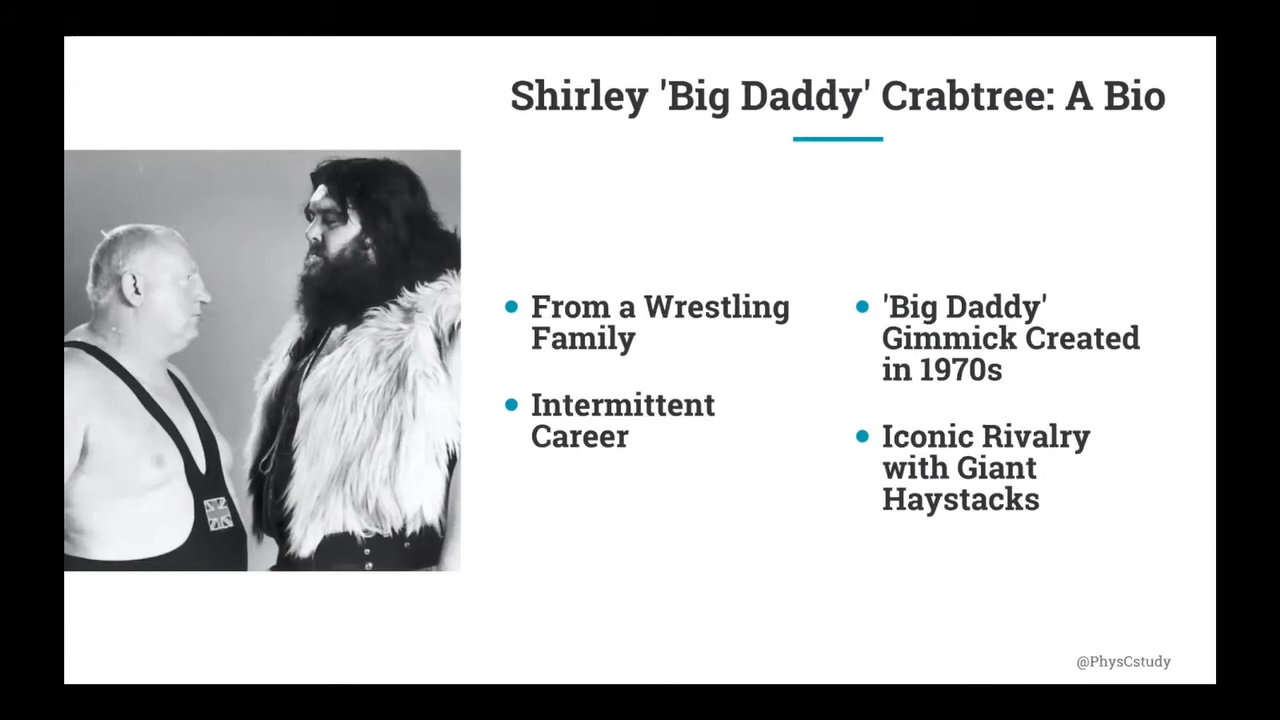 Shirley 'Big Daddy' Crabtree: A Bio
From a Wrestling
Family
Intermittent
Career
'Big Daddy'
Gimmick Created
in 1970s
Iconic Rivalry
with Giant
Haystacks
@PhysCstudy